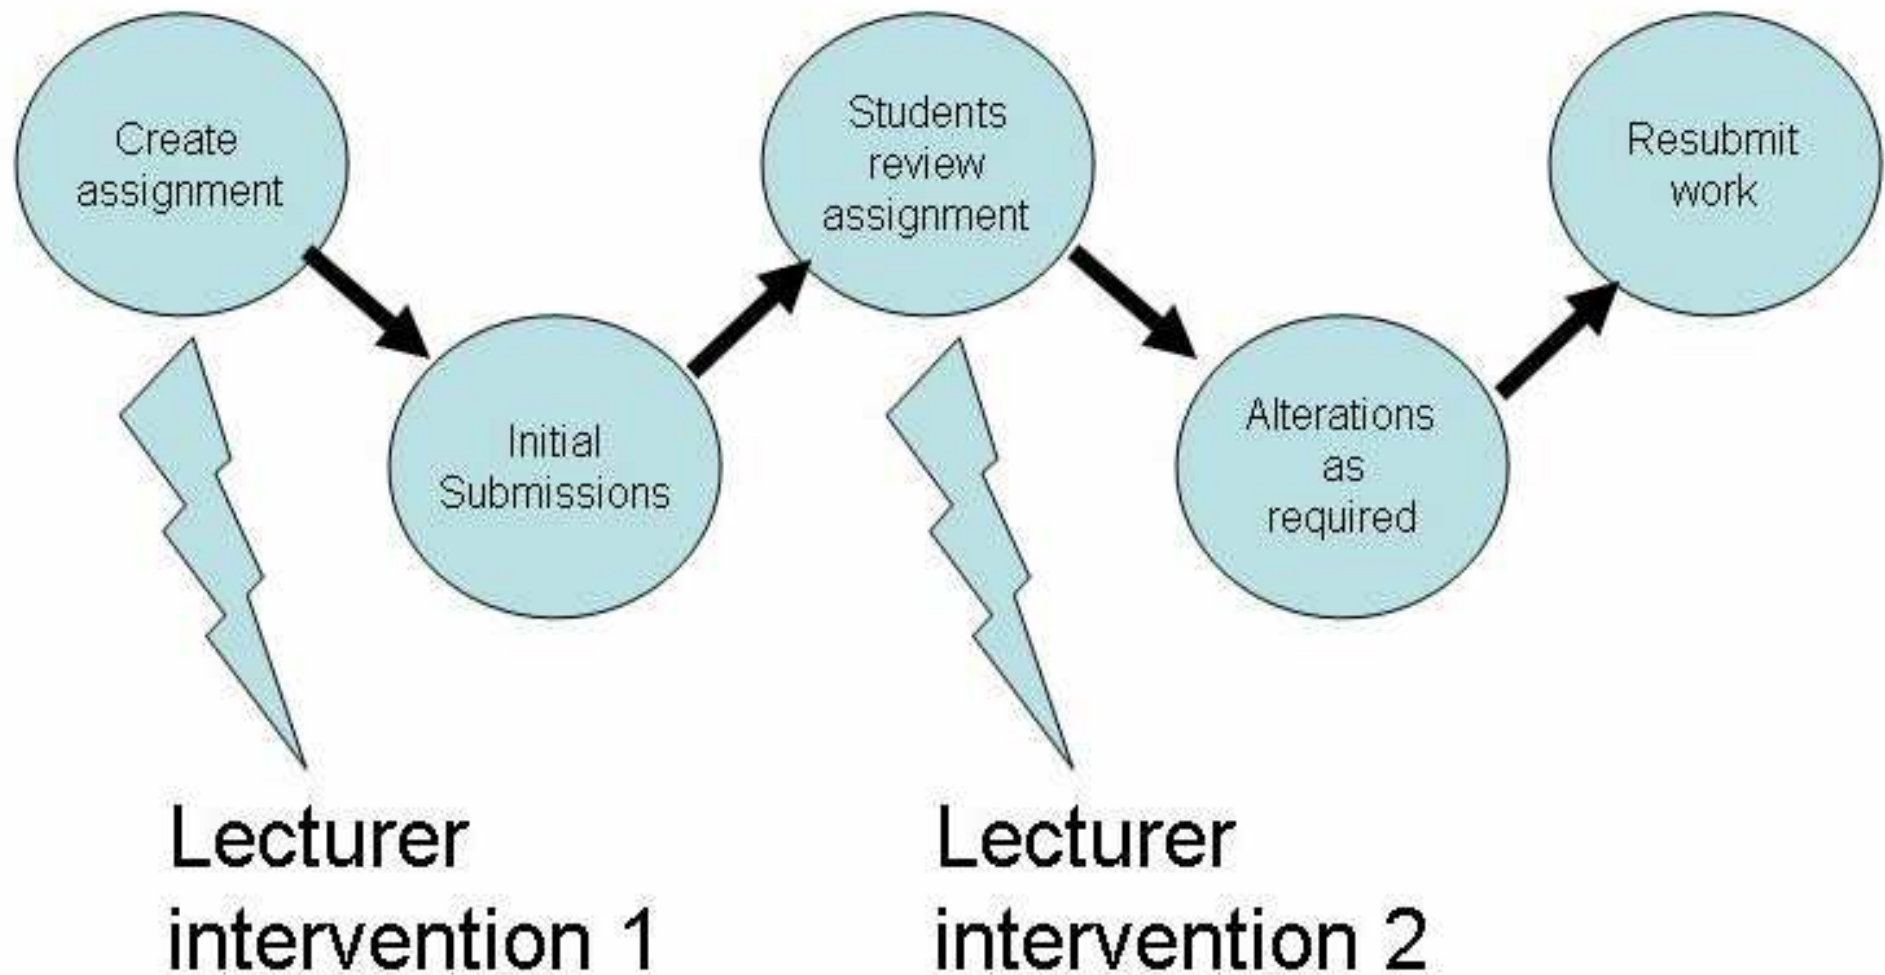 Create
assignment
Initial
Submissions
Students
review
assignment
Alterations
as
required
Resubmit
work
Lecturer
intervention 1
Lecturer
intervention 2